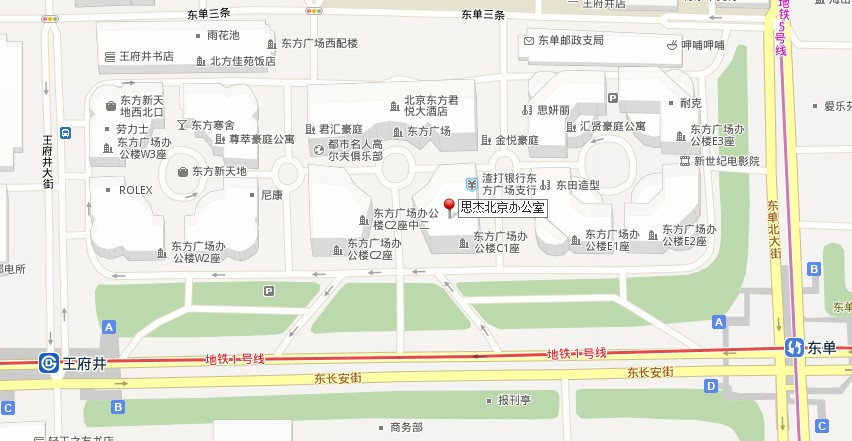 东单三条
东单三条
王府井店
地铁5号线
雨花池
王府井书店
东方广场西配楼
北方佳苑饭店
东单邮政支局
呷哺呷哺
东方新天
地西北口
劳力士
东方广场办
公楼W3座
东方寒舍
尊萃豪庭公寓
君汇豪庭
都市名人高
尔夫俱乐部
北京东方君
悦大酒店
东方广场
思妍丽
金悦豪庭
汇贤豪庭公寓
耐克
东方广场办
公楼E3座
爱乐芬
新世纪电影院
王府井大街
东方新天地
ROLEX
尼康
渣打银行东
方广场支行
东田造型
思杰北京办公室
东方广场办公
楼C2座中二
东方广场办
公楼C2座
东方广场办
公楼C1座
东方广场办
公楼E1座
东方广场办
公楼E2座
东方广场办
公楼W2座
东单北大街
邮电所
P
P
A
A
B
东单
王府井
地铁1号线
地铁1号线
东单
东长安街
东长安街
C
B
D
C
报刊亭
商务部